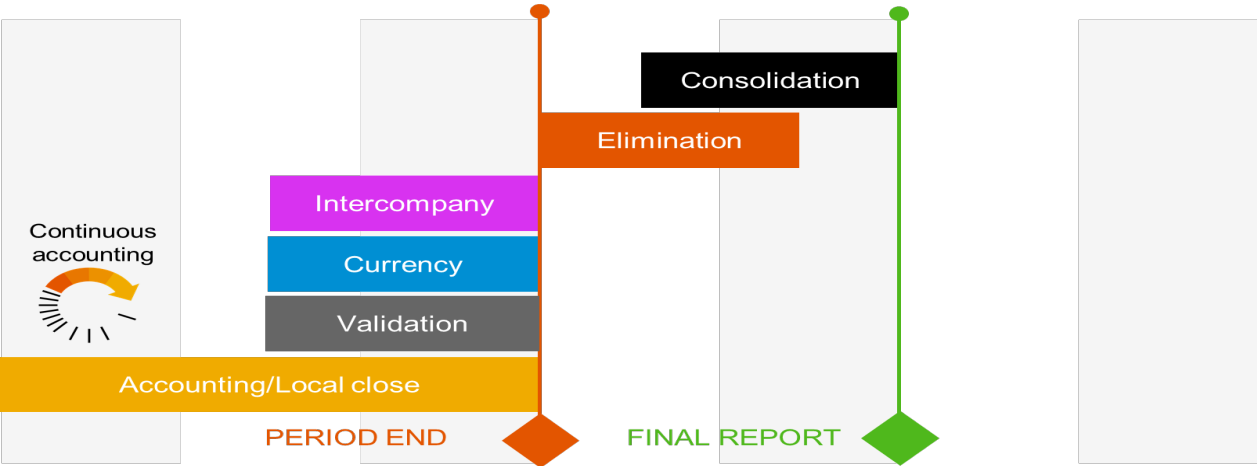 Consolidation
Elimination
Intercompany
Continuous
accounting
Currency
Validation
Accounting/Local close
PERIOD END
FINAL REPORT